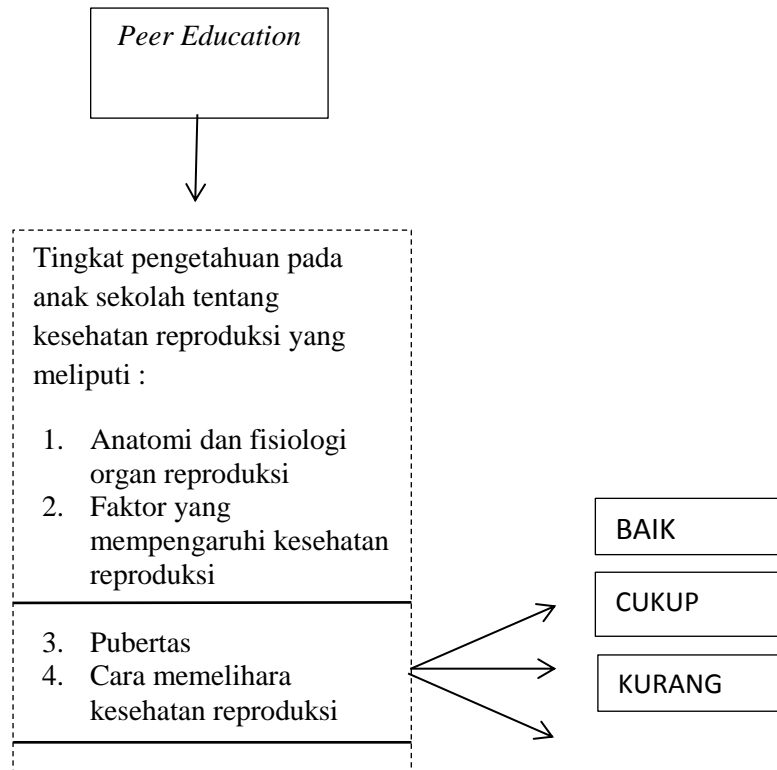 Peer Education
Tingkat pengetahuan pada
anak sekolah tentang
kesehatan reproduksi yang
meliputi :
1. Anatomi dan fisiologi
organ reproduksi
2. Faktor yang
mempengaruhi kesehatan
reproduksi
3. Pubertas
4. Cara memelihara
kesehatan reproduksi
BAIK
CUKUP
KURANG